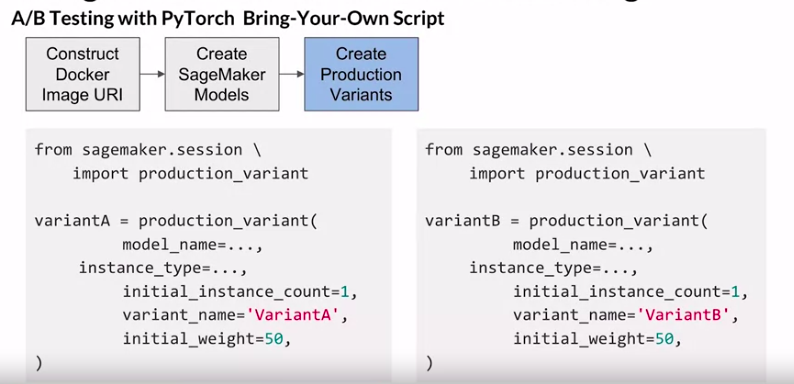 A/B Testing with PyTorch Bring-Your-Own Script
Construct
Docker
Image URI
Create
SageMaker
Models
Create
Production
Variants
from sagemaker.session \
import production_variant
variantA = production_variant(
model_name=...,
instance_type=...,
initial_instance_count=1,
variant_name='VariantA',
initial_weight=50,
)
from sagemaker.session \
import production_variant
variantB = production_variant(
model_name=...,
instance_type=...,
initial_instance_count=1,
variant_name='VariantB',
initial_weight=50,
)